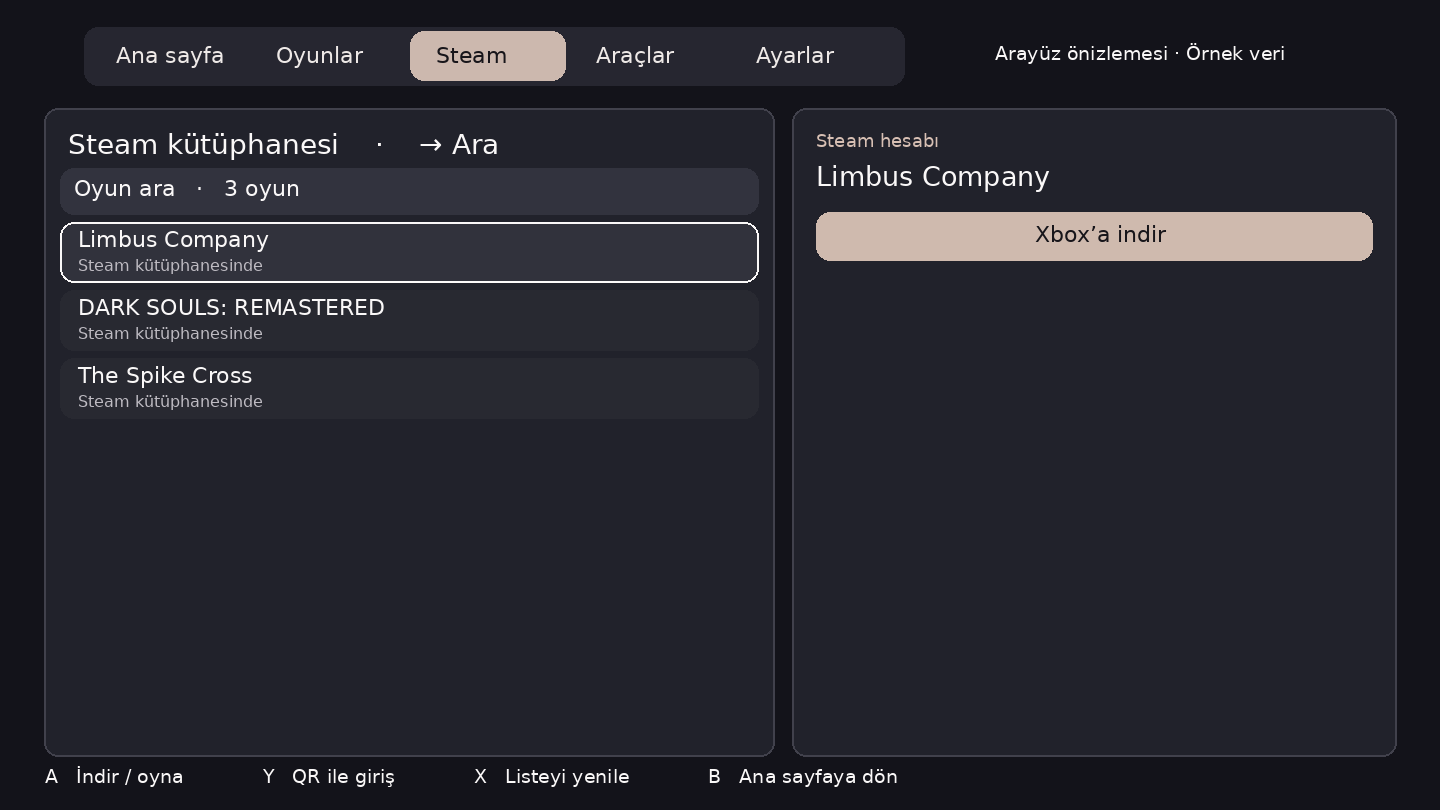 Ana sayfa Oyunlar Steam Araçlar Ayarlar
Arayüz önizlemesi · Örnek veri
Steam kütüphanesi · → Ara
Oyun ara · 3 oyun
Limbus Company
Steam kütüphanesinde
DARK SOULS: REMASTERED
Steam kütüphanesinde
The Spike Cross
Steam kütüphanesinde
Steam hesabı
Limbus Company
Xbox’a indir
A İndir / oyna Y QR ile giriş X Listeyi yenile B Ana sayfaya dön